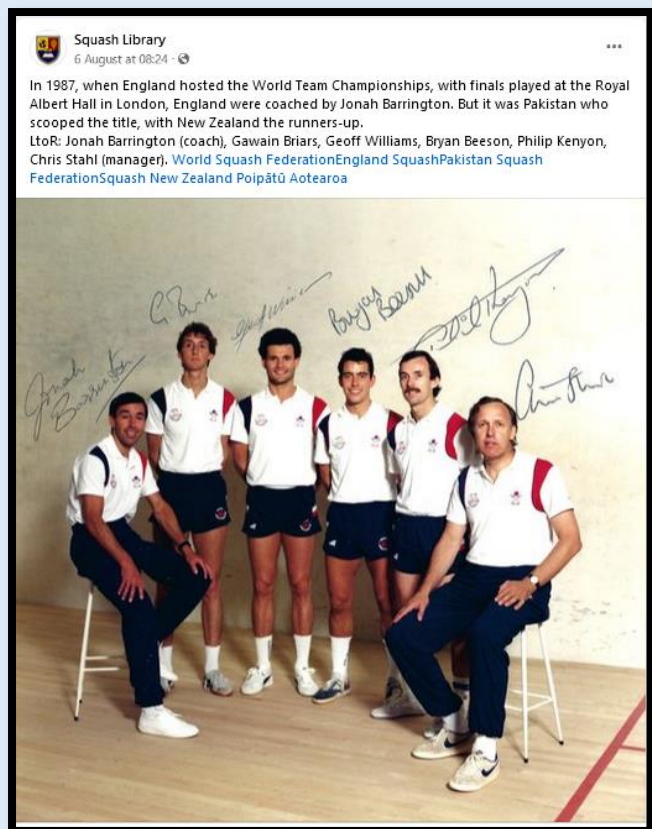 Squash Library
6 August at 08:24 ·
In 1987, when England hosted the World Team Championships, with finals played at the Royal
Albert Hall in London, England were coached by Jonah Barrington. But it was Pakistan who
scooped the title, with New Zealand the runners-up.
LtoR: Jonah Barrington (coach), Gawain Briars, Geoff Williams, Bryan Beeson, Philip Kenyon,
Chris Stahl (manager). World Squash FederationEngland SquashPakistan Squash
FederationSquash New Zealand Poipātū Aotearoa
Jonah
Barrington
Bryan
Beeson